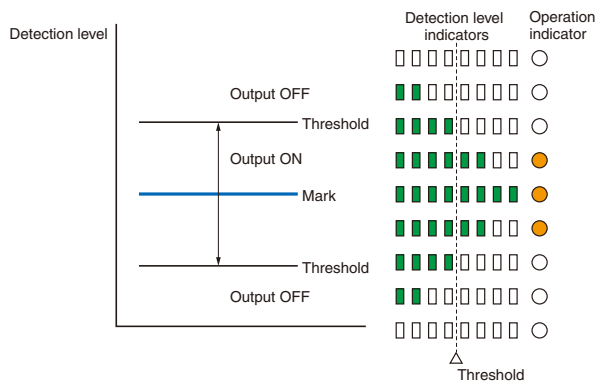 Detection level
Detection level
indicators
Operation
indicator
Output OFF
Threshold
Output ON
Mark
Threshold
Output OFF
Threshold